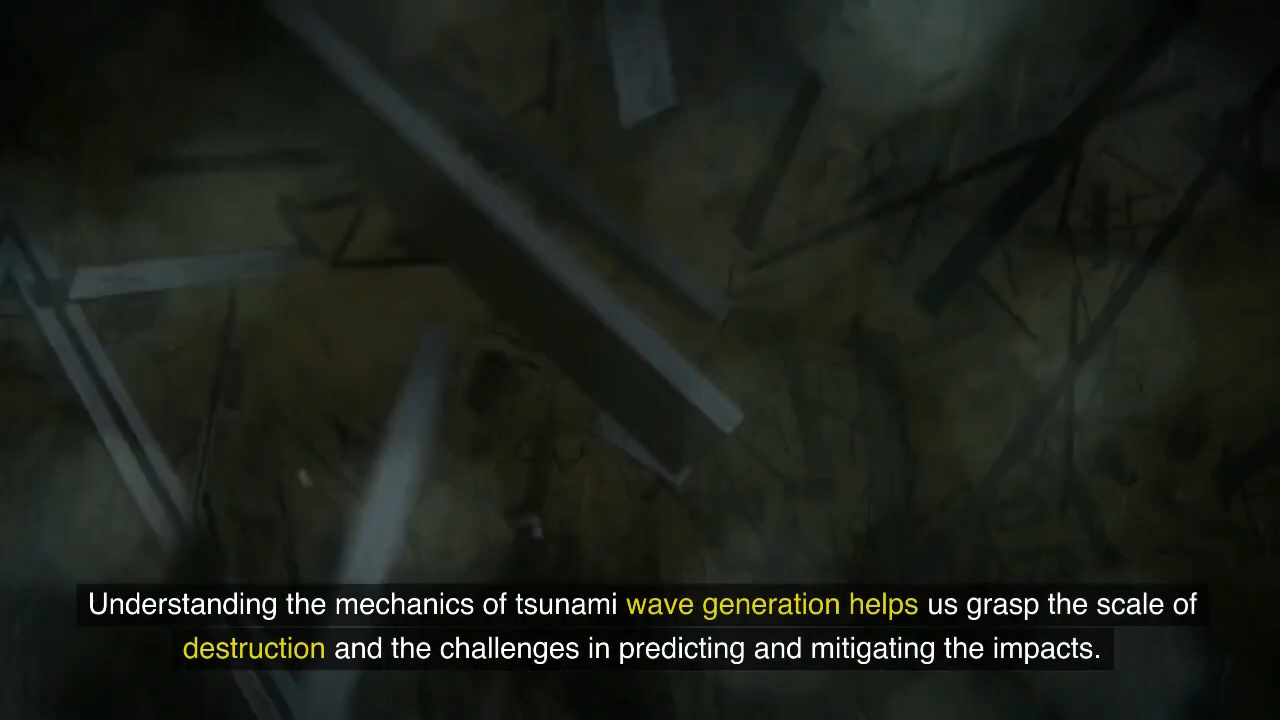 Understanding the mechanics of tsunami wave generation helps us grasp the scale of
destruction and the challenges in predicting and mitigating the impacts.